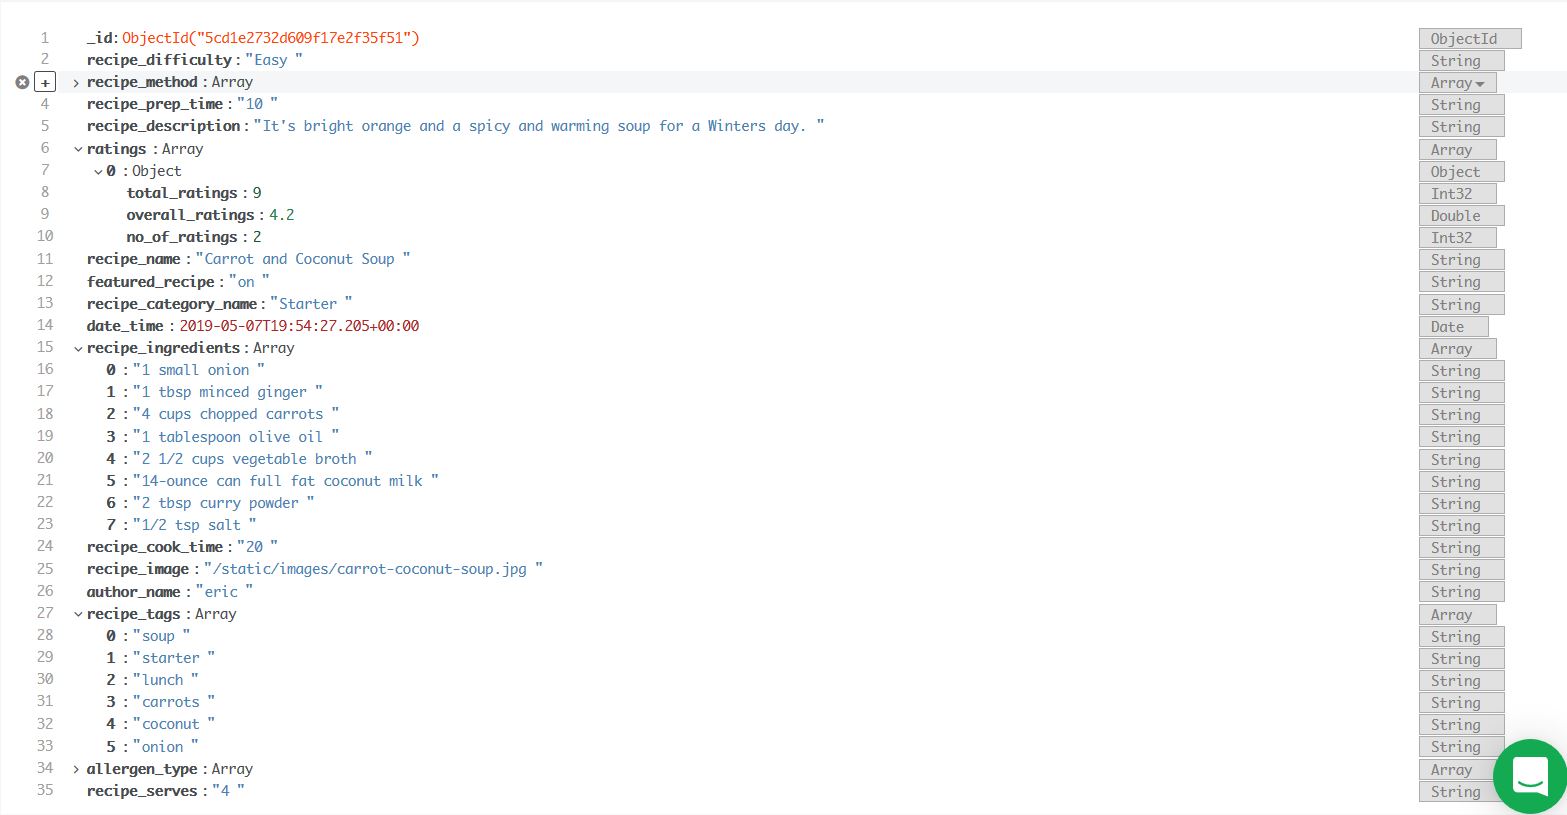 1 _id: ObjectId("5cd1e2732d609f17e2f35f51") ObjectId
2 recipe_difficulty : "Easy " String
+ > recipe_method : Array Array
4 recipe_prep_time : "10 " String
5 recipe_description : "It's bright orange and a spicy and warming soup for a Winters day. " String
6 ratings : Array Array
7 0 : Object Object
8 total_ratings : 9 Int32
9 overall_ratings : 4.2 Double
10 no_of_ratings : 2 Int32
11 recipe_name : "Carrot and Coconut Soup " String
12 featured_recipe : "on " String
13 recipe_category_name : "Starter " String
14 date_time : 2019-05-07T19:54:27.205+00:00 Date
15 recipe_ingredients : Array Array
16 0 : "1 small onion " String
17 1 : "1 tbsp minced ginger " String
18 2 : "4 cups chopped carrots " String
19 3 : "1 tablespoon olive oil " String
20 4 : "2 1/2 cups vegetable broth " String
21 5 : "14-ounce can full fat coconut milk " String
22 6 : "2 tbsp curry powder " String
23 7 : "1/2 tsp salt " String
24 recipe_cook_time : "20 " String
25 recipe_image : "/static/images/carrot-coconut-soup.jpg " String
26 author_name : "eric " String
27 recipe_tags : Array Array
28 0 : "soup " String
29 1 : "starter " String
30 2 : "lunch " String
31 3 : "carrots " String
32 4 : "coconut " String
33 5 : "onion " String
34 > allergen_type : Array Array
35 recipe_serves : "4 " String